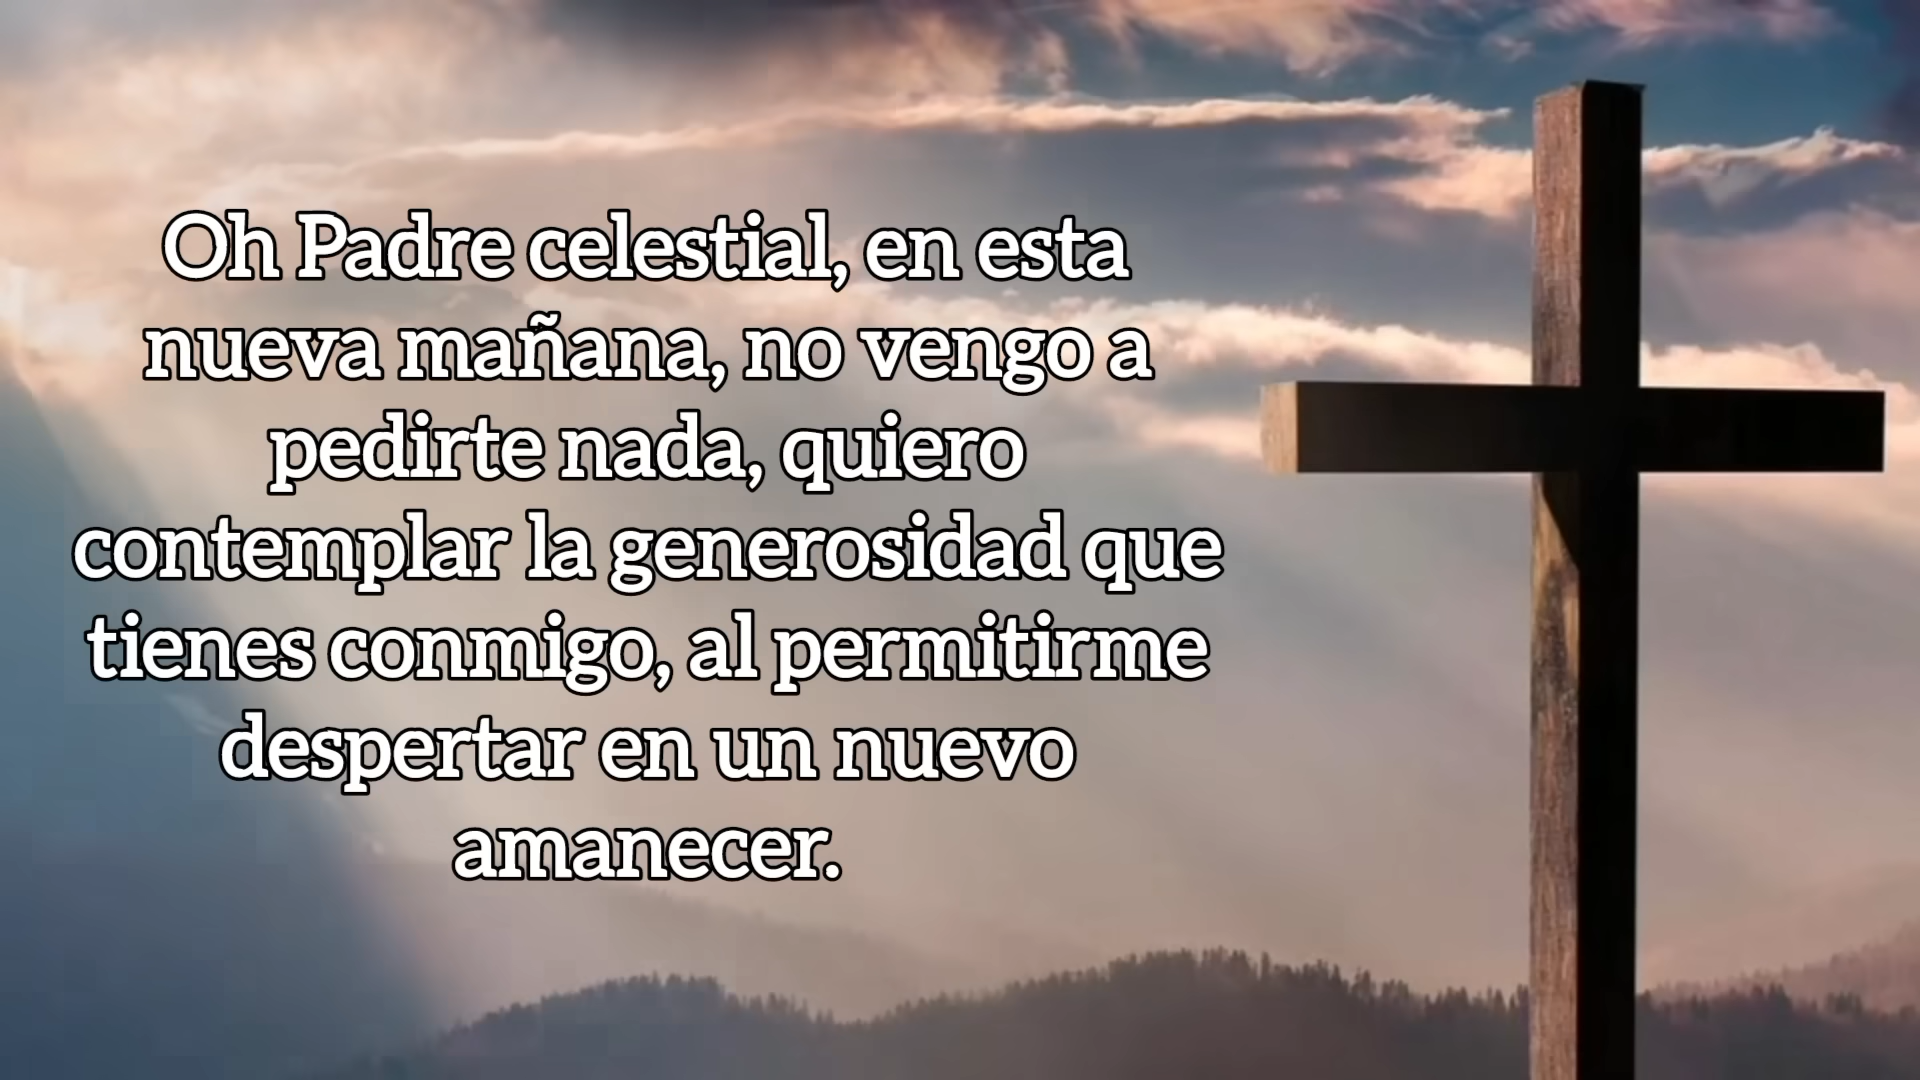 Oh Padre celestial, en esta
nueva mañana, no vengo a
pedirte nada, quiero
contemplar la generosidad que
tienes conmigo, al permitirme
despertar en un nuevo
amanecer.